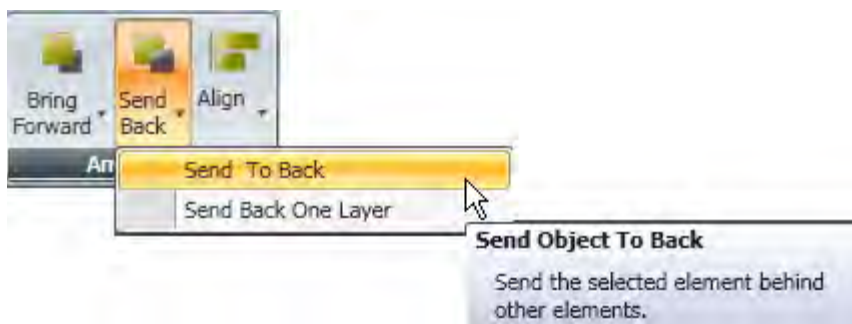 Bring
Forward
Send
Back
Align
Send To Back
Send Back One Layer
Send Object To Back
Send the selected element behind
other elements.